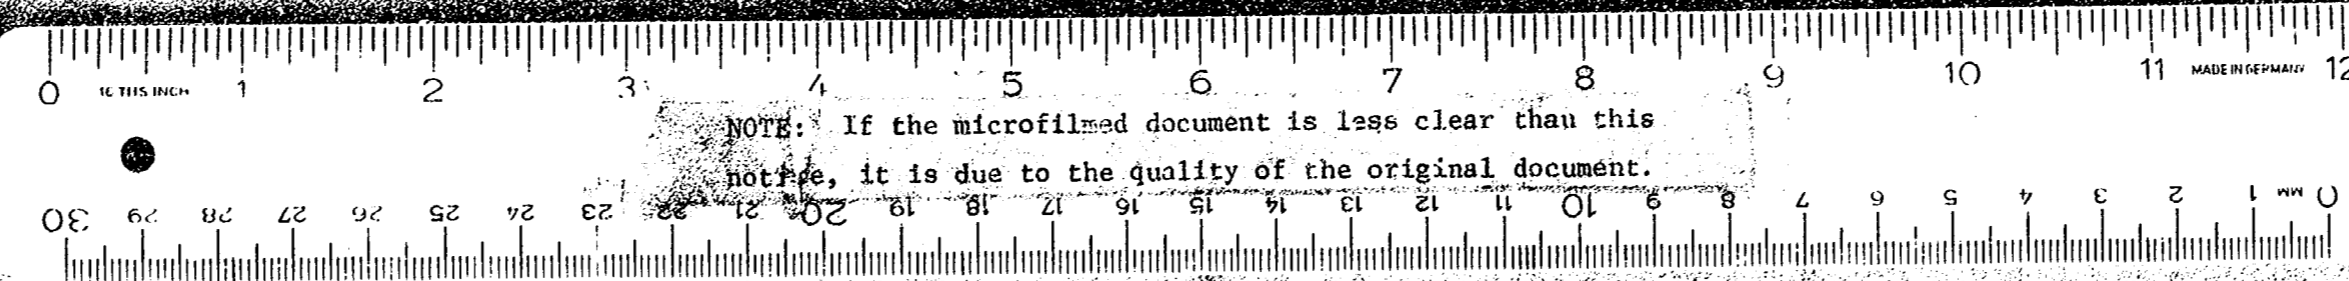 0 16 THIS INCH 1 2 3 4 5 6 7 8 9 10 11 MADE IN GERMANY 12
NOTE: If the microfilmed document is less clear than this
notice, it is due to the quality of the original document.
30 29 28 27 26 25 24 23 22 21 20 19 18 17 16 15 14 13 12 11 10 9 8 7 6 5 4 3 2 1 MM 0